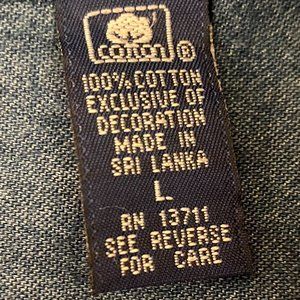 cotton ®
100% COTTON
EXCLUSIVE OF
DECORATION
MADE IN
SRI LANKA
L
RN 13711
SEE REVERSE
FOR CARE